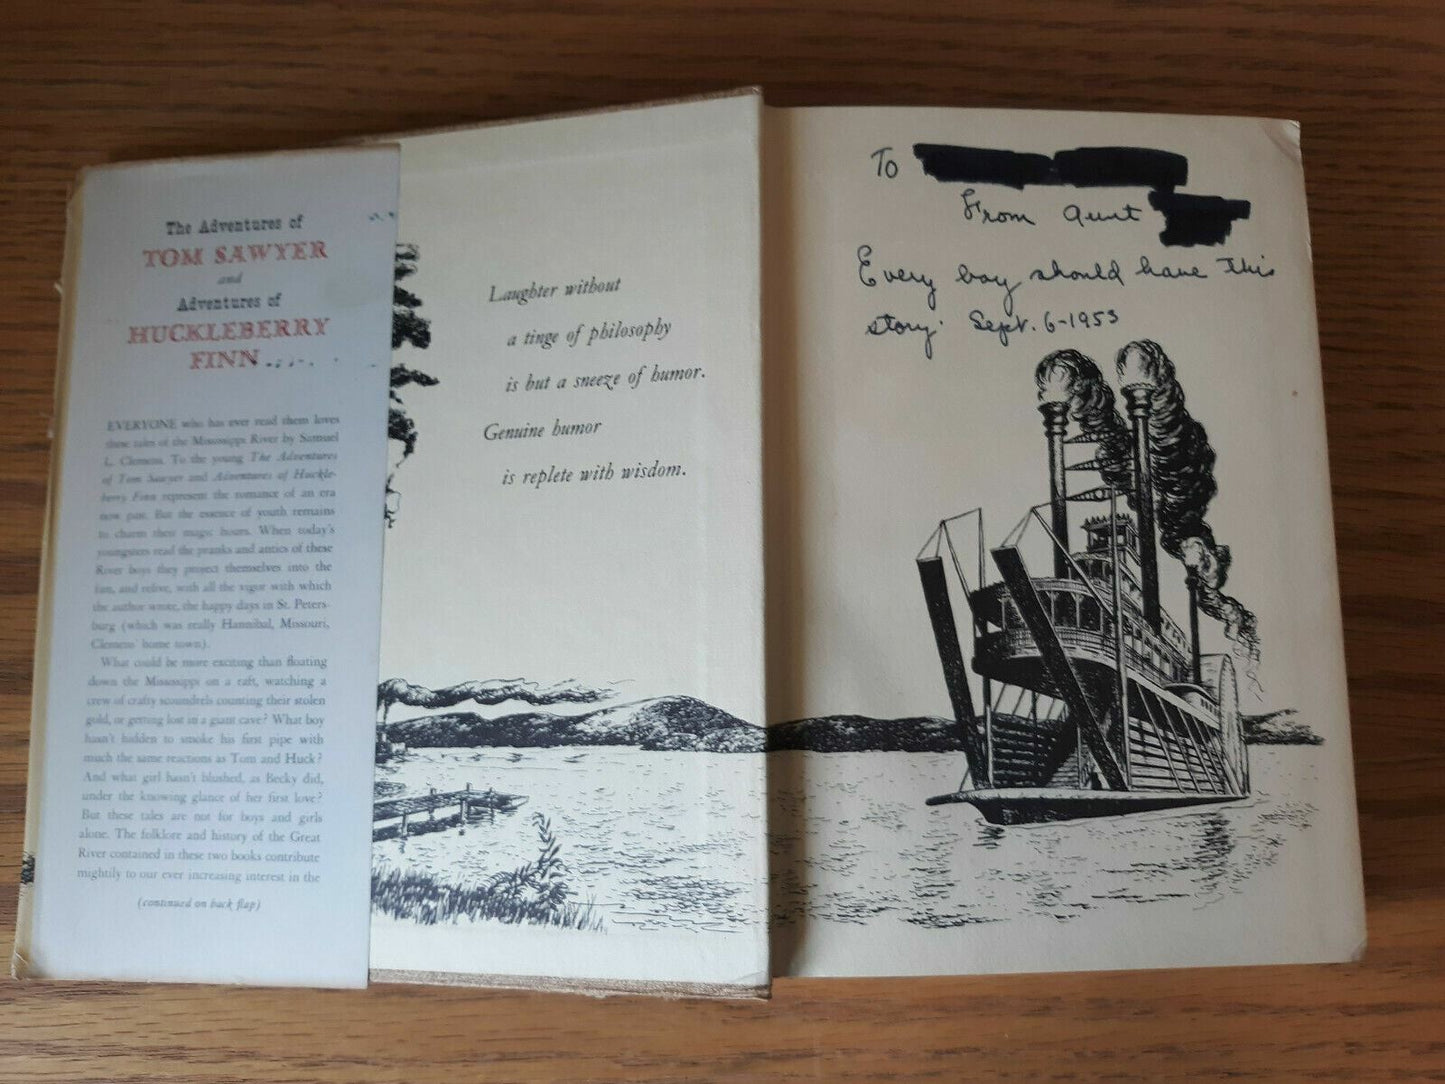 The Adventures of
TOM SAWYER
and
Adventures of
HUCKLEBERRY
FINN
EVERYONE who has ever read them loves
these tales of the Mississippi River by Samuel
L. Clemens. To the young The Adventures
of Tom Sawyer and Adventures of Huckle-
berry Finn represent the romance of an era
now past. But the essence of youth remains
to charm their magic hours. When today's
youngsters read the pranks and antics of these
River boys they project themselves into the
fun, and relive, with all the vigor with which
the author wrote, the happy days in St. Peters-
burg (which was really Hannibal, Missouri,
Clemens' home town).
What could be more exciting than floating
down the Mississippi on a raft, watching a
crew of crafty scoundrels counting their stolen
gold, or getting lost in a giant cave? What boy
hasn't hidden to smoke his first pipe with
much the same reactions as Tom and Huck?
And what girl hasn't blushed, as Becky did,
under the knowing glance of her first love?
But these tales are not for boys and girls
alone. The folklore and history of the Great
River contained in these two books contribute
mightily to our ever increasing interest in the
(continued on back flap)
Laughter without
a tinge of philosophy
is but a sneeze of humor.
Genuine humor
is replete with wisdom.
To
From Aunt
Every boy should have this
story. Sept. 6-1953